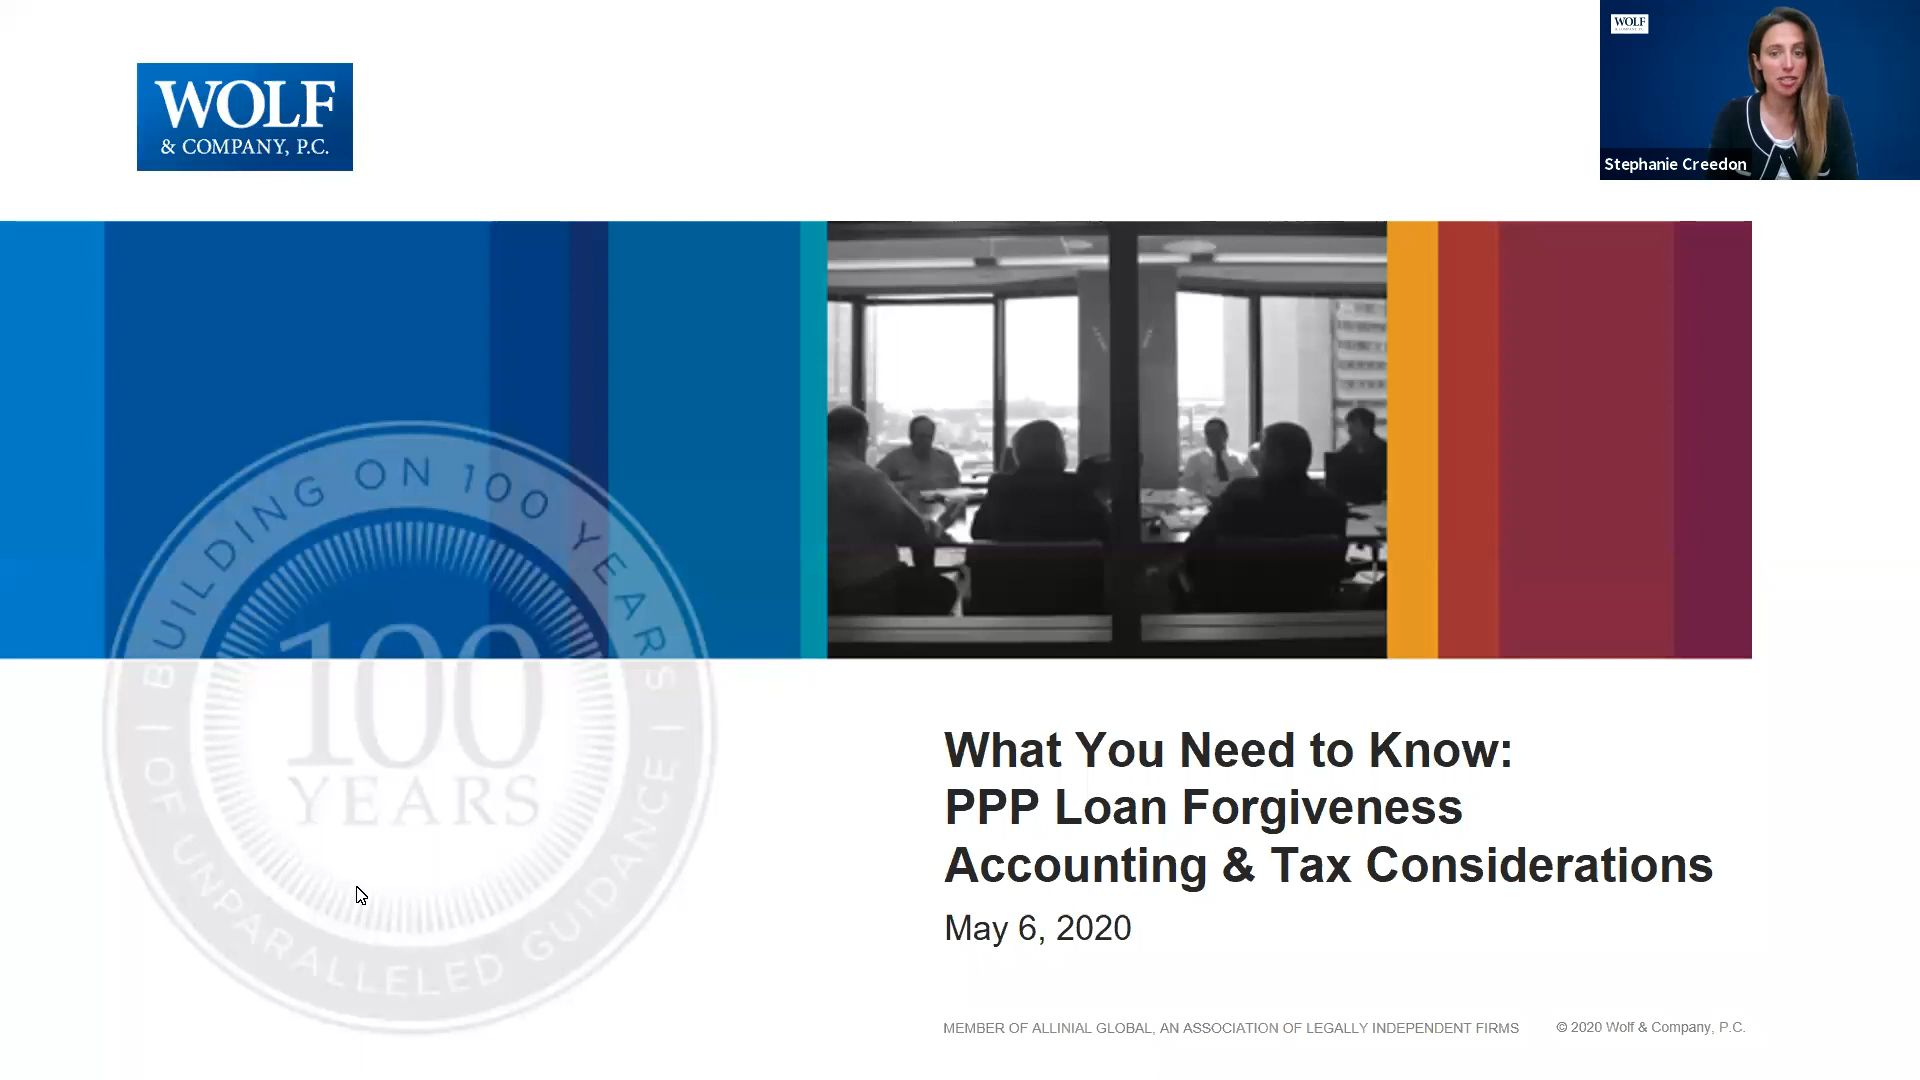 WOLF
& COMPANY, P.C.
WOLF
& COMPANY, P.C.
Stephanie Creedon
BUILDING ON 100 YEARS
OF UNPARALLELED GUIDANCE
100
YEARS
What You Need to Know:
PPP Loan Forgiveness
Accounting & Tax Considerations
May 6, 2020
MEMBER OF ALLINIAL GLOBAL, AN ASSOCIATION OF LEGALLY INDEPENDENT FIRMS
© 2020 Wolf & Company, P.C.